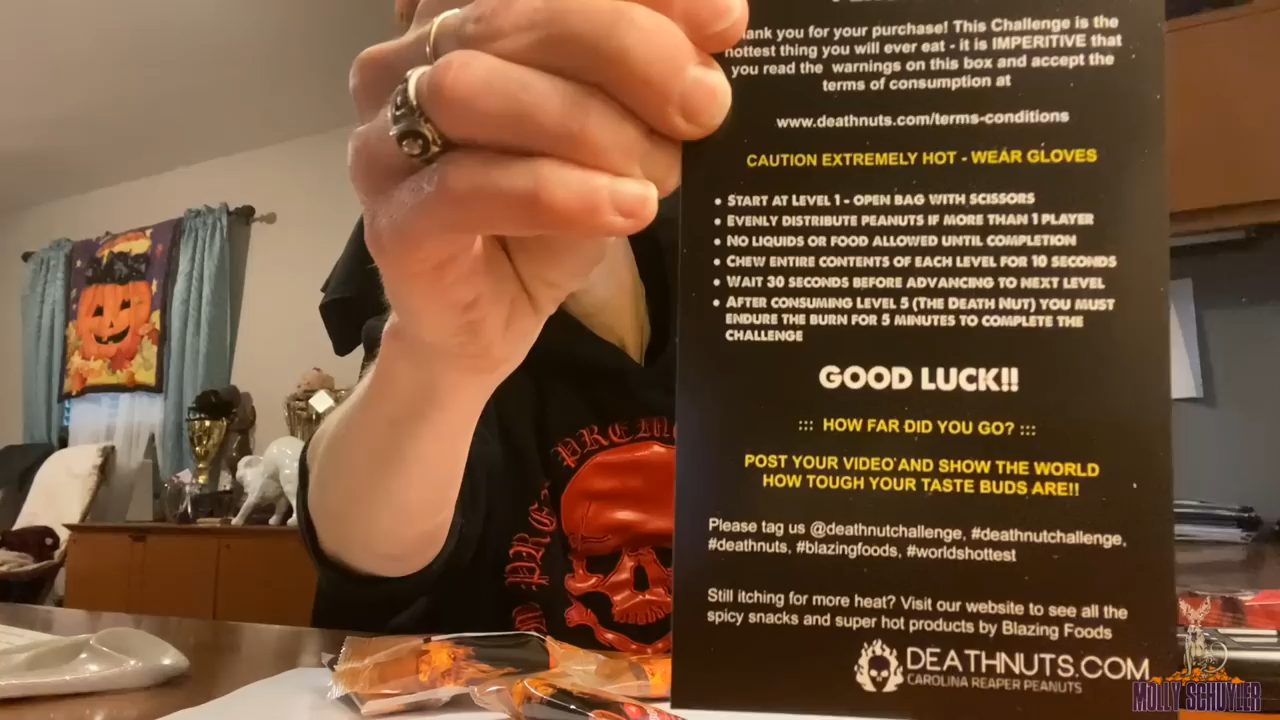 ank you for your purchase! This Challenge is the
hottest thing you will ever eat - it is IMPERITIVE that
you read the warnings on this box and accept the
terms of consumption at
www.deathnuts.com/terms-conditions
CAUTION EXTREMELY HOT - WEAR GLOVES
• START AT LEVEL 1 - OPEN BAG WITH SCISSORS
• EVENLY DISTRIBUTE PEANUTS IF MORE THAN 1 PLAYER
• NO LIQUIDS OR FOOD ALLOWED UNTIL COMPLETION
• CHEW ENTIRE CONTENTS OF EACH LEVEL FOR 10 SECONDS
• WAIT 30 SECONDS BEFORE ADVANCING TO NEXT LEVEL
• AFTER CONSUMING LEVEL 5 (THE DEATH NUT) YOU MUST
ENDURE THE BURN FOR 5 MINUTES TO COMPLETE THE
CHALLENGE
GOOD LUCK!!
::: HOW FAR DID YOU GO? :::
POST YOUR VIDEO AND SHOW THE WORLD
HOW TOUGH YOUR TASTE BUDS ARE!!
Please tag us @deathnutchallenge, #deathnutchallenge,
#deathnuts, #blazingfoods, #worldshottest
Still itching for more heat? Visit our website to see all the
spicy snacks and super hot products by Blazing Foods
DEATHNUTS.COM
CAROLINA REAPER PEANUTS
MOLLY SCHUYLER